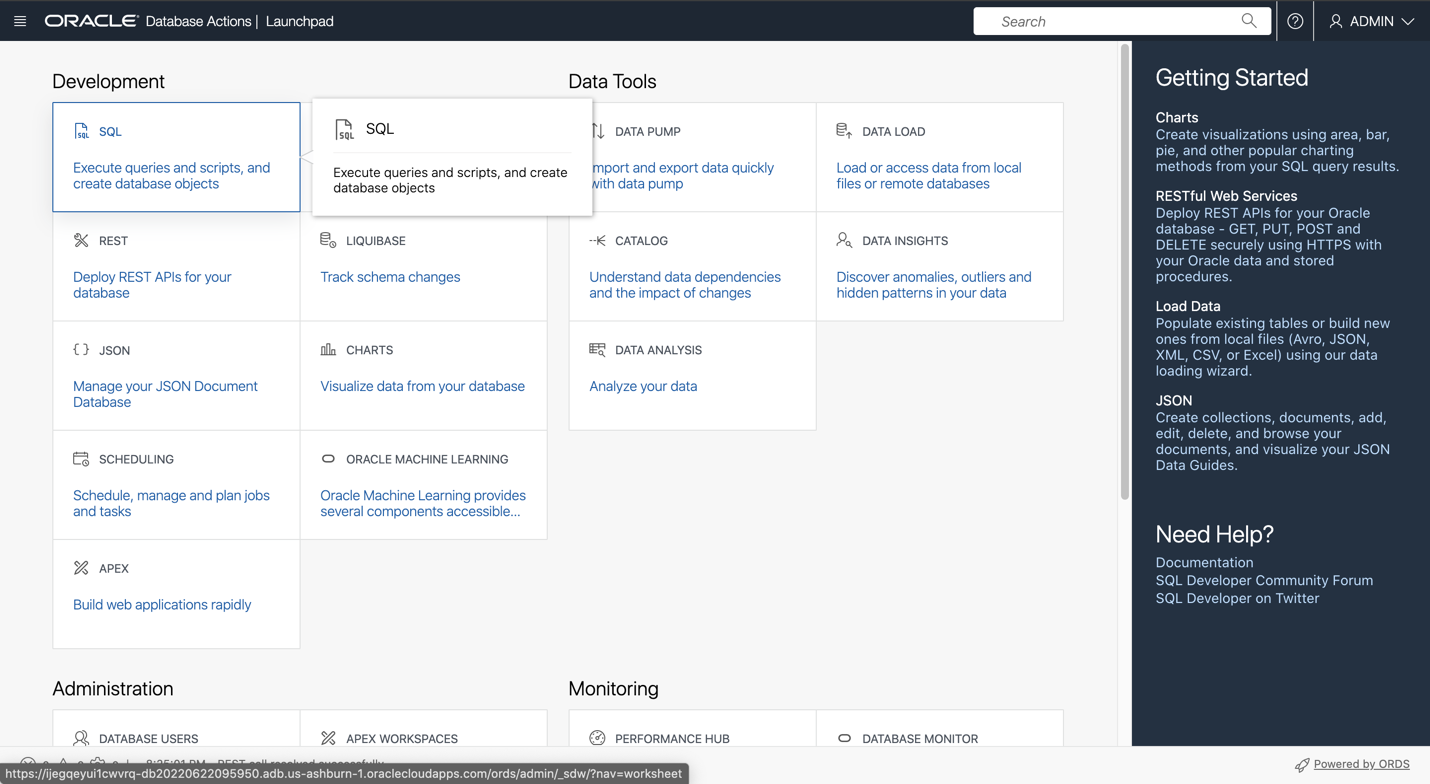 ORACLE Database Actions | Launchpad
Search
ADMIN
Development
SQL
Execute queries and scripts, and
create database objects
SQL
Execute queries and scripts, and create
database objects
REST
Deploy REST APIs for your
database
LIQUIBASE
Track schema changes
{ } JSON
Manage your JSON Document
Database
CHARTS
Visualize data from your database
SCHEDULING
Schedule, manage and plan jobs
and tasks
ORACLE MACHINE LEARNING
Oracle Machine Learning provides
several components accessible...
APEX
Build web applications rapidly
Data Tools
DATA PUMP
mport and export data quickly
with data pump
DATA LOAD
Load or access data from local
files or remote databases
CATALOG
Understand data dependencies
and the impact of changes
DATA INSIGHTS
Discover anomalies, outliers and
hidden patterns in your data
DATA ANALYSIS
Analyze your data
Administration
DATABASE USERS
APEX WORKSPACES
Monitoring
PERFORMANCE HUB
DATABASE MONITOR
Getting Started
Charts
Create visualizations using area, bar,
pie, and other popular charting
methods from your SQL query results.
RESTful Web Services
Deploy REST APIs for your Oracle
database - GET, PUT, POST and
DELETE securely using HTTPS with
your Oracle data and stored
procedures.
Load Data
Populate existing tables or build new
ones from local files (Avro, JSON,
XML, CSV, or Excel) using our data
loading wizard.
JSON
Create collections, documents, add,
edit, delete, and browse your
documents, and visualize your JSON
Data Guides.
Need Help?
Documentation
SQL Developer Community Forum
SQL Developer on Twitter
REST call resolved successfully
https://ijegqeyui1cwvrq-db20220622095950.adb.us-ashburn-1.oraclecloudapps.com/ords/admin/_sdw/?nav=worksheet
Powered by ORDS